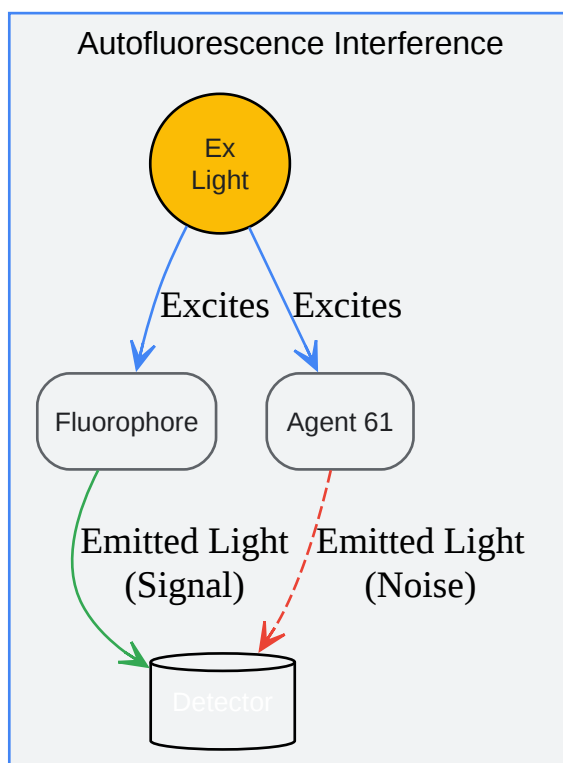 Autofluorescence Interference
Ex
Light
Excites
Excites
Fluorophore
Agent 61
Emitted Light
(Signal)
Emitted Light
(Noise)
Detector